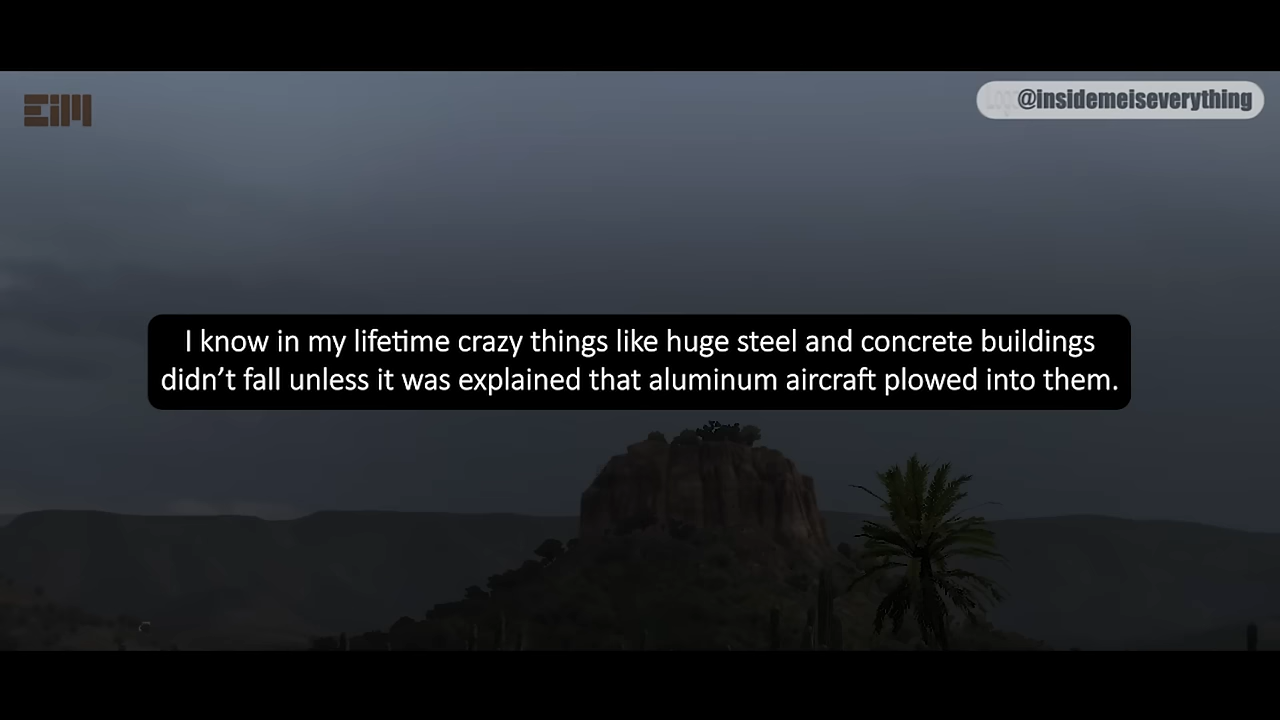 EiM
@insidemeiseverything
I know in my lifetime crazy things like huge steel and concrete buildings
didn’t fall unless it was explained that aluminum aircraft plowed into them.